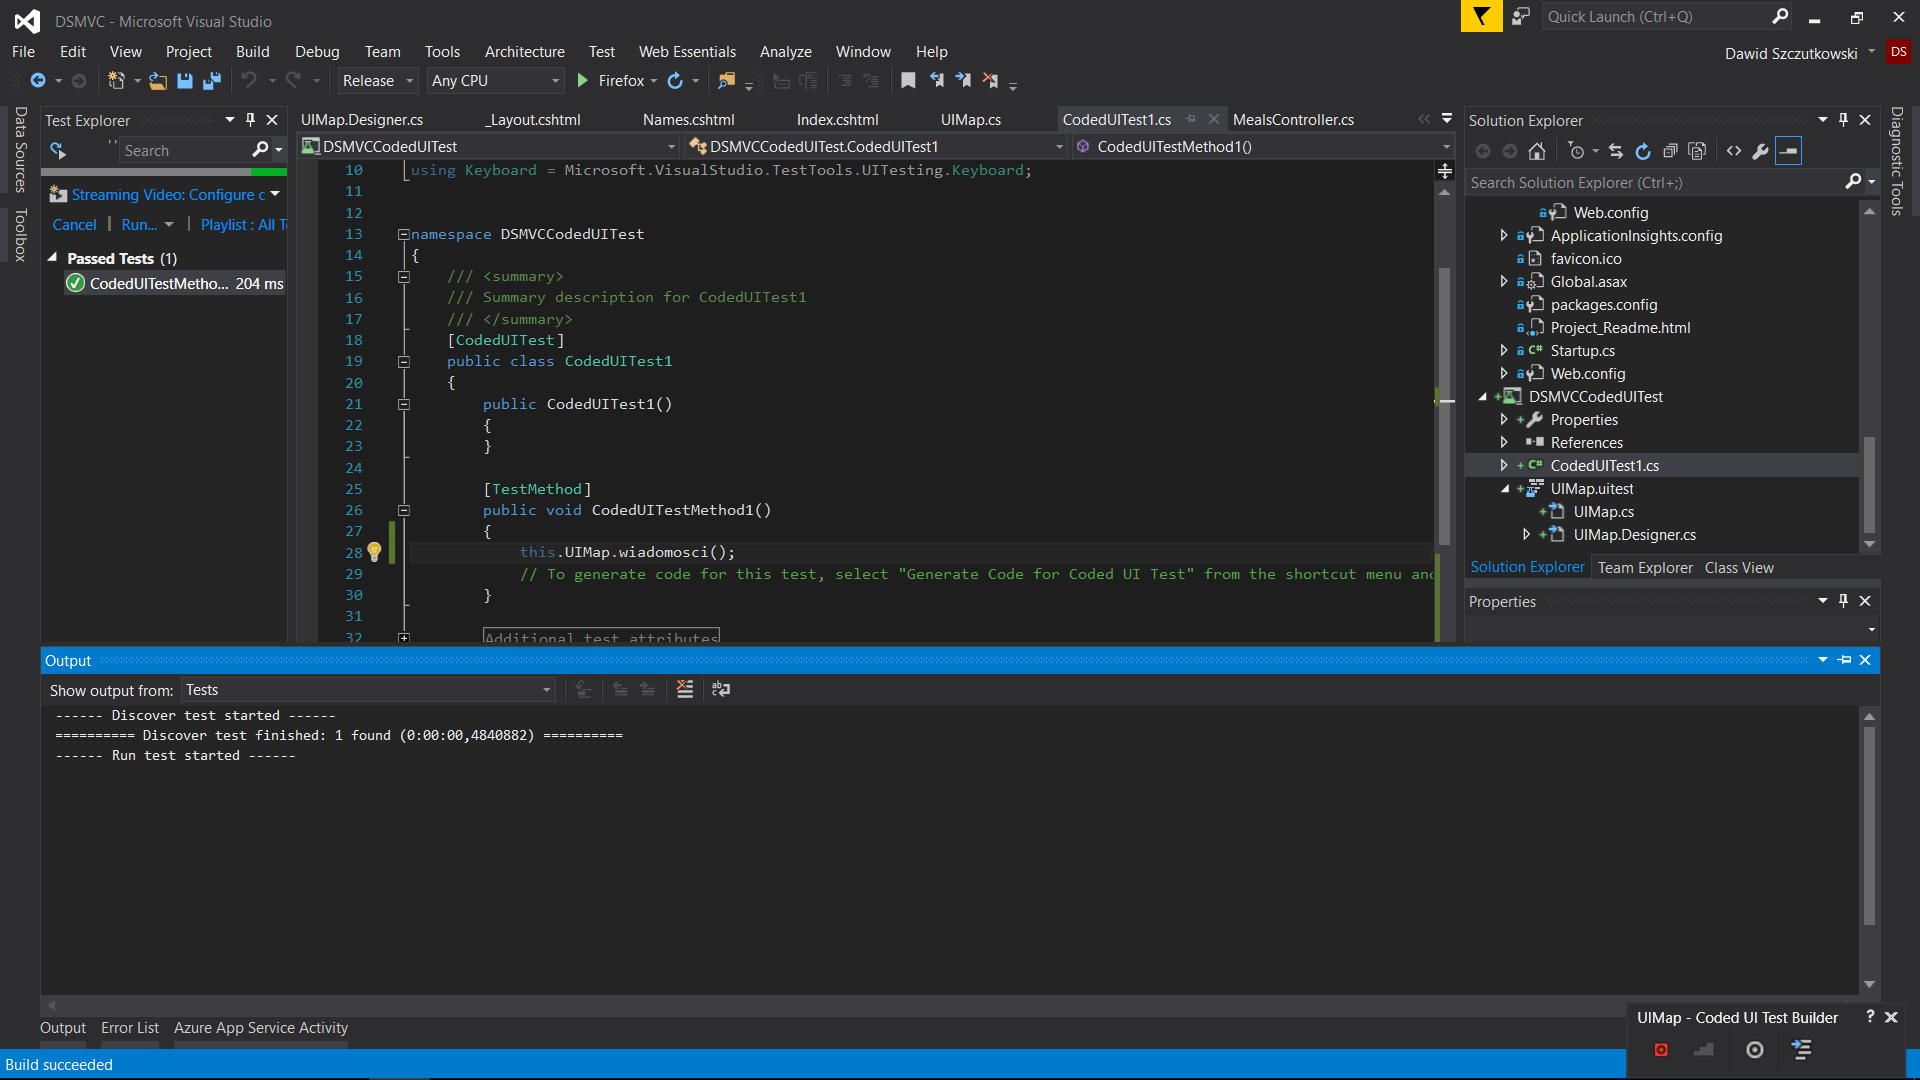 DSMVC - Microsoft Visual Studio
Quick Launch (Ctrl+Q)
File Edit View Project Build Debug Team Tools Architecture Test Web Essentials Analyze Window Help
Dawid Szczutkowski DS
Release Any CPU Firefox
Data Sources
Toolbox
Test Explorer
Search
Streaming Video: Configure c
Cancel Run... Playlist : All T
Passed Tests (1)
CodedUITestMetho... 204 ms
UIMap.Designer.cs _Layout.cshtml Names.cshtml Index.cshtml UIMap.cs CodedUITest1.cs MealsController.cs
DSMVCCodedUITest DSMVCCodedUITest.CodedUITest1 CodedUITestMethod1()
10 using Keyboard = Microsoft.VisualStudio.TestTools.UITesting.Keyboard;
11
12
13 namespace DSMVCCodedUITest
14 {
15 /// <summary>
16 /// Summary description for CodedUITest1
17 /// </summary>
18 [CodedUITest]
19 public class CodedUITest1
20 {
21 public CodedUITest1()
22 {
23 }
24
25 [TestMethod]
26 public void CodedUITestMethod1()
27 {
28 this.UIMap.wiadomosci();
29 // To generate code for this test, select "Generate Code for Coded UI Test" from the shortcut menu and
30 }
31
32 Additional test attributes
Solution Explorer
Search Solution Explorer (Ctrl+;)
Web.config
ApplicationInsights.config
favicon.ico
Global.asax
packages.config
Project_Readme.html
Startup.cs
Web.config
DSMVCCodedUITest
Properties
References
CodedUITest1.cs
UIMap.uitest
UIMap.cs
UIMap.Designer.cs
Solution Explorer Team Explorer Class View
Properties
Diagnostic Tools
Output
Show output from: Tests
------ Discover test started ------
========== Discover test finished: 1 found (0:00:00,4840882) ==========
------ Run test started ------
Output Error List Azure App Service Activity
UIMap - Coded UI Test Builder
Build succeeded